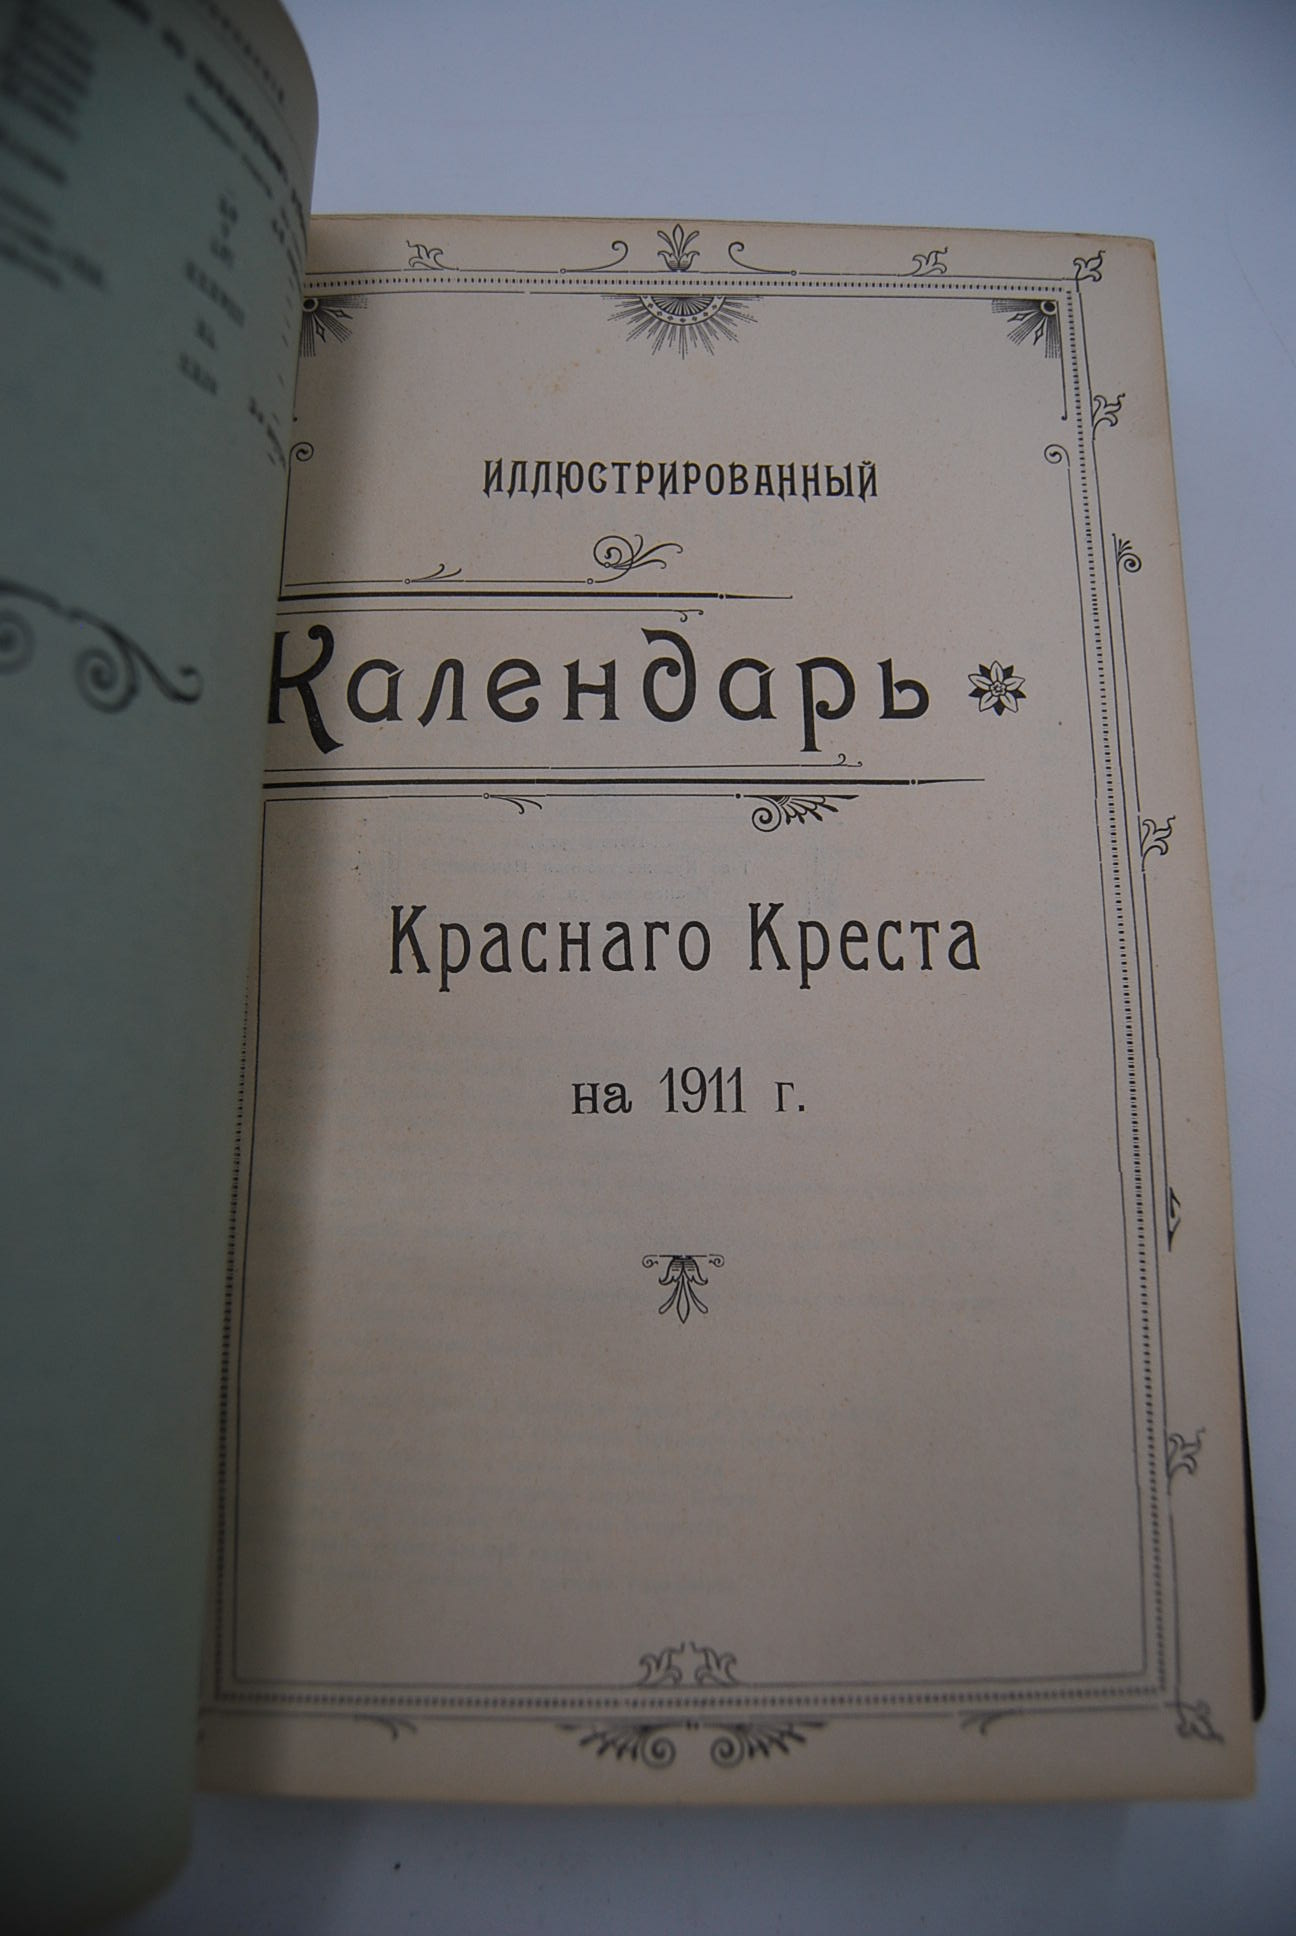 ИЛЛЮСТРИРОВАННЫЙ
Календарь
Краснаго Креста
на 1911 г.